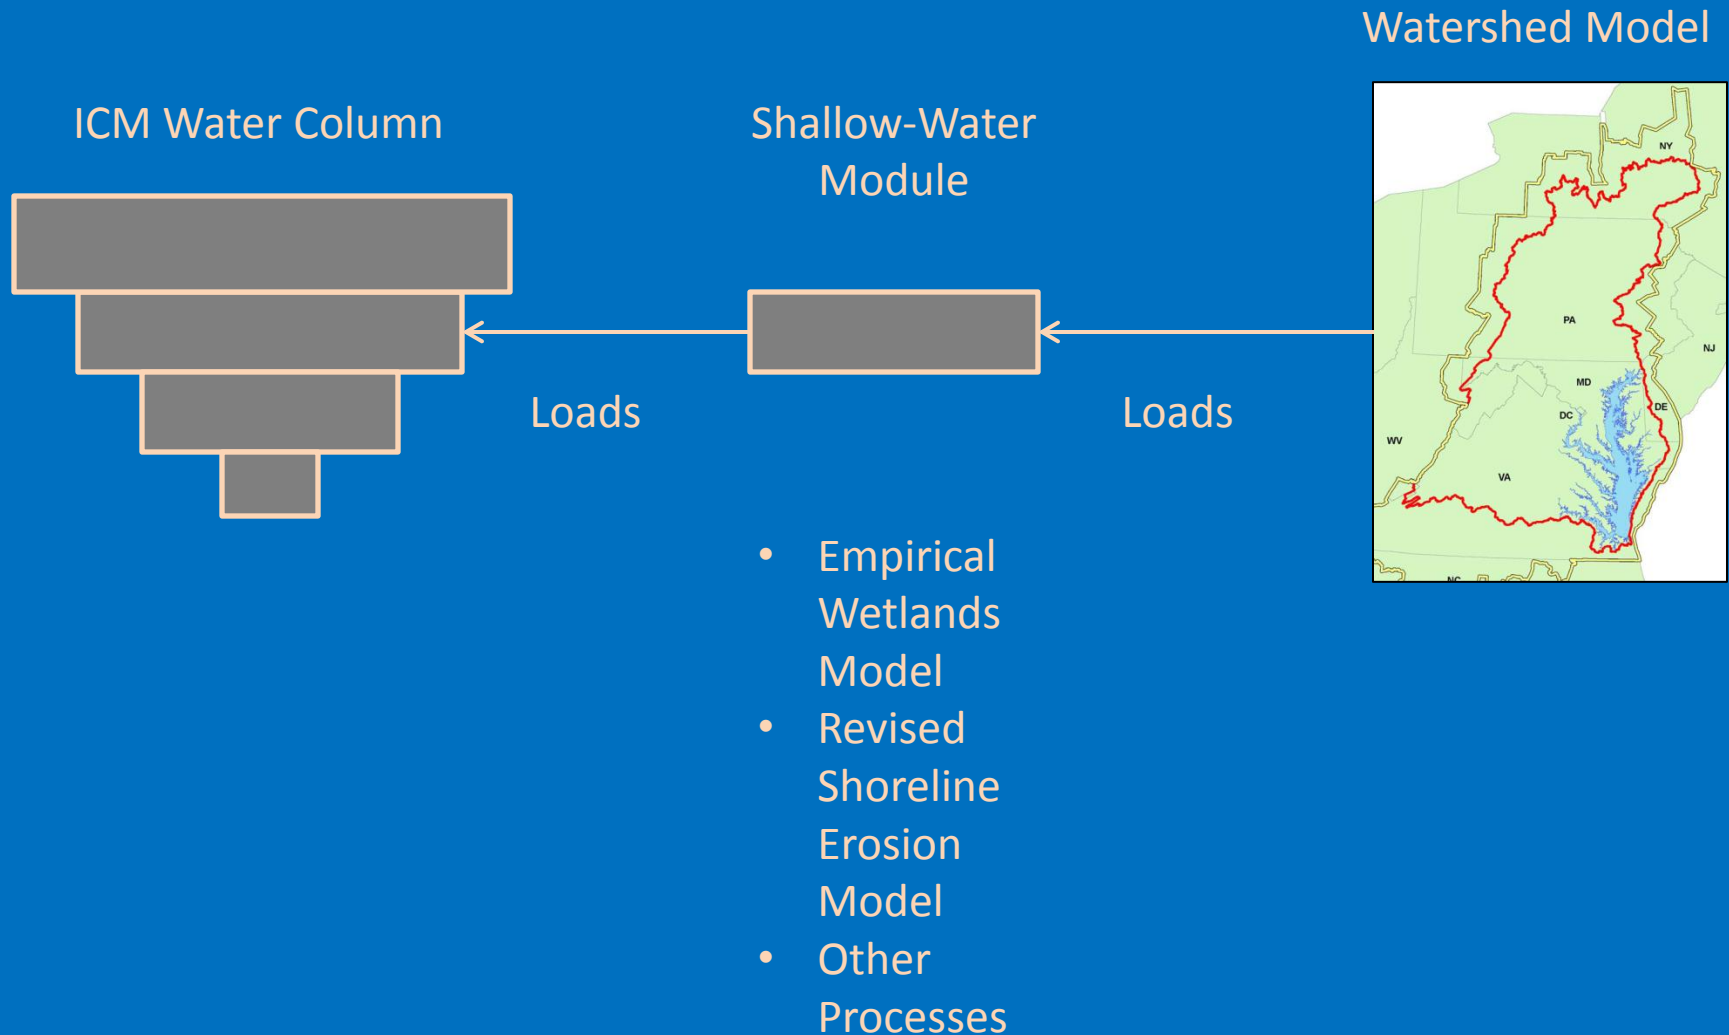 Watershed Model
ICM Water Column
Shallow-Water
Module
NY
PA
NJ
MD
DE
DC
WV
VA
NC
Loads
Loads
• Empirical
Wetlands
Model
• Revised
Shoreline
Erosion
Model
• Other
Processes